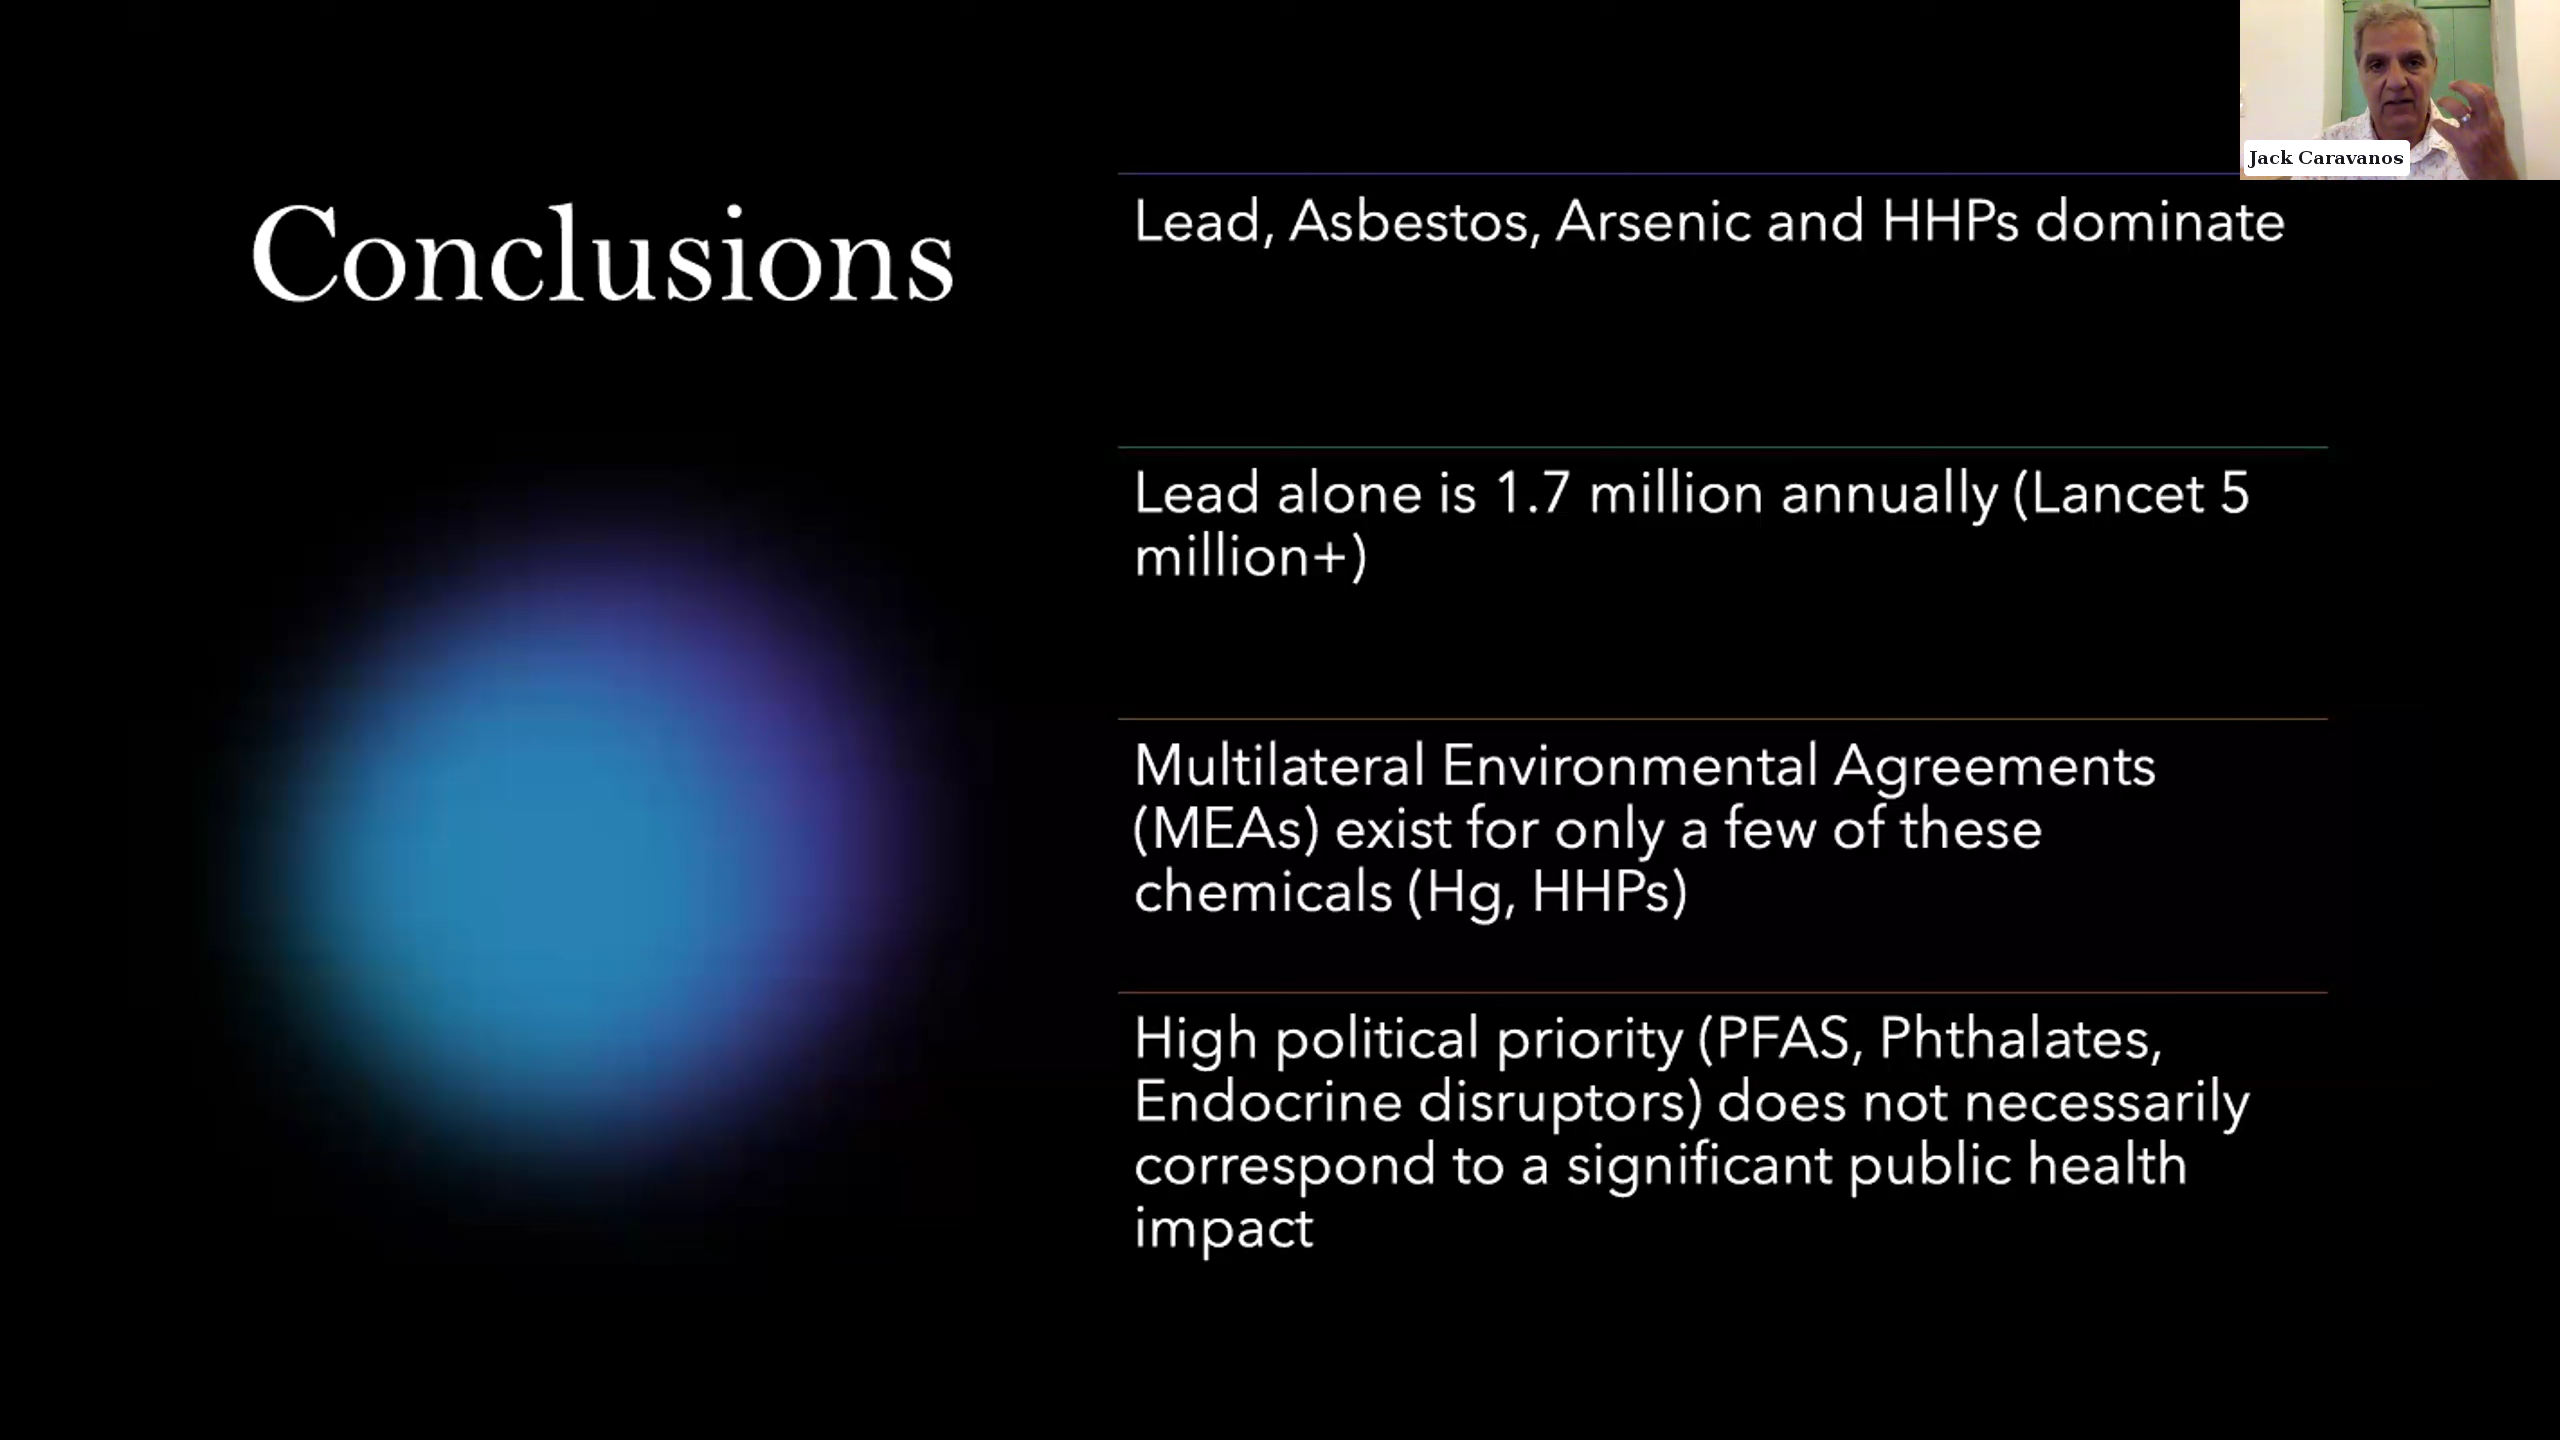 Jack Caravanos
Conclusions
Lead, Asbestos, Arsenic and HHPs dominate
Lead alone is 1.7 million annually (Lancet 5
million+)
Multilateral Environmental Agreements
(MEAs) exist for only a few of these
chemicals (Hg, HHPs)
High political priority (PFAS, Phthalates,
Endocrine disruptors) does not necessarily
correspond to a significant public health
impact